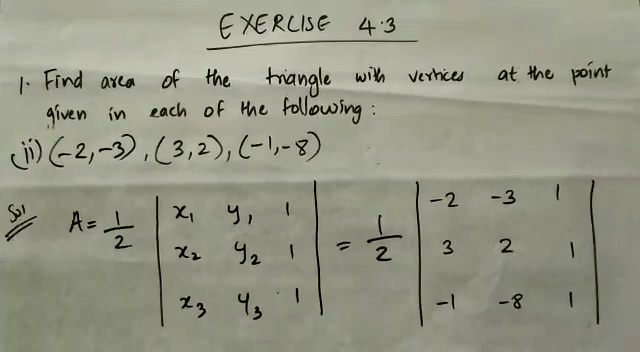 EXERCISE 4.3
1. Find area of the triangle with vertices at the point
given in each of the following :
(ii) (-2,-3), (3,2), (-1,-8)
Sol A = 1/2 | x₁ y₁ 1 | = 1/2 | -2 -3 1 |
| x₂ y₂ 1 | | 3 2 1 |
| x₃ y₃ 1 | | -1 -8 1 |